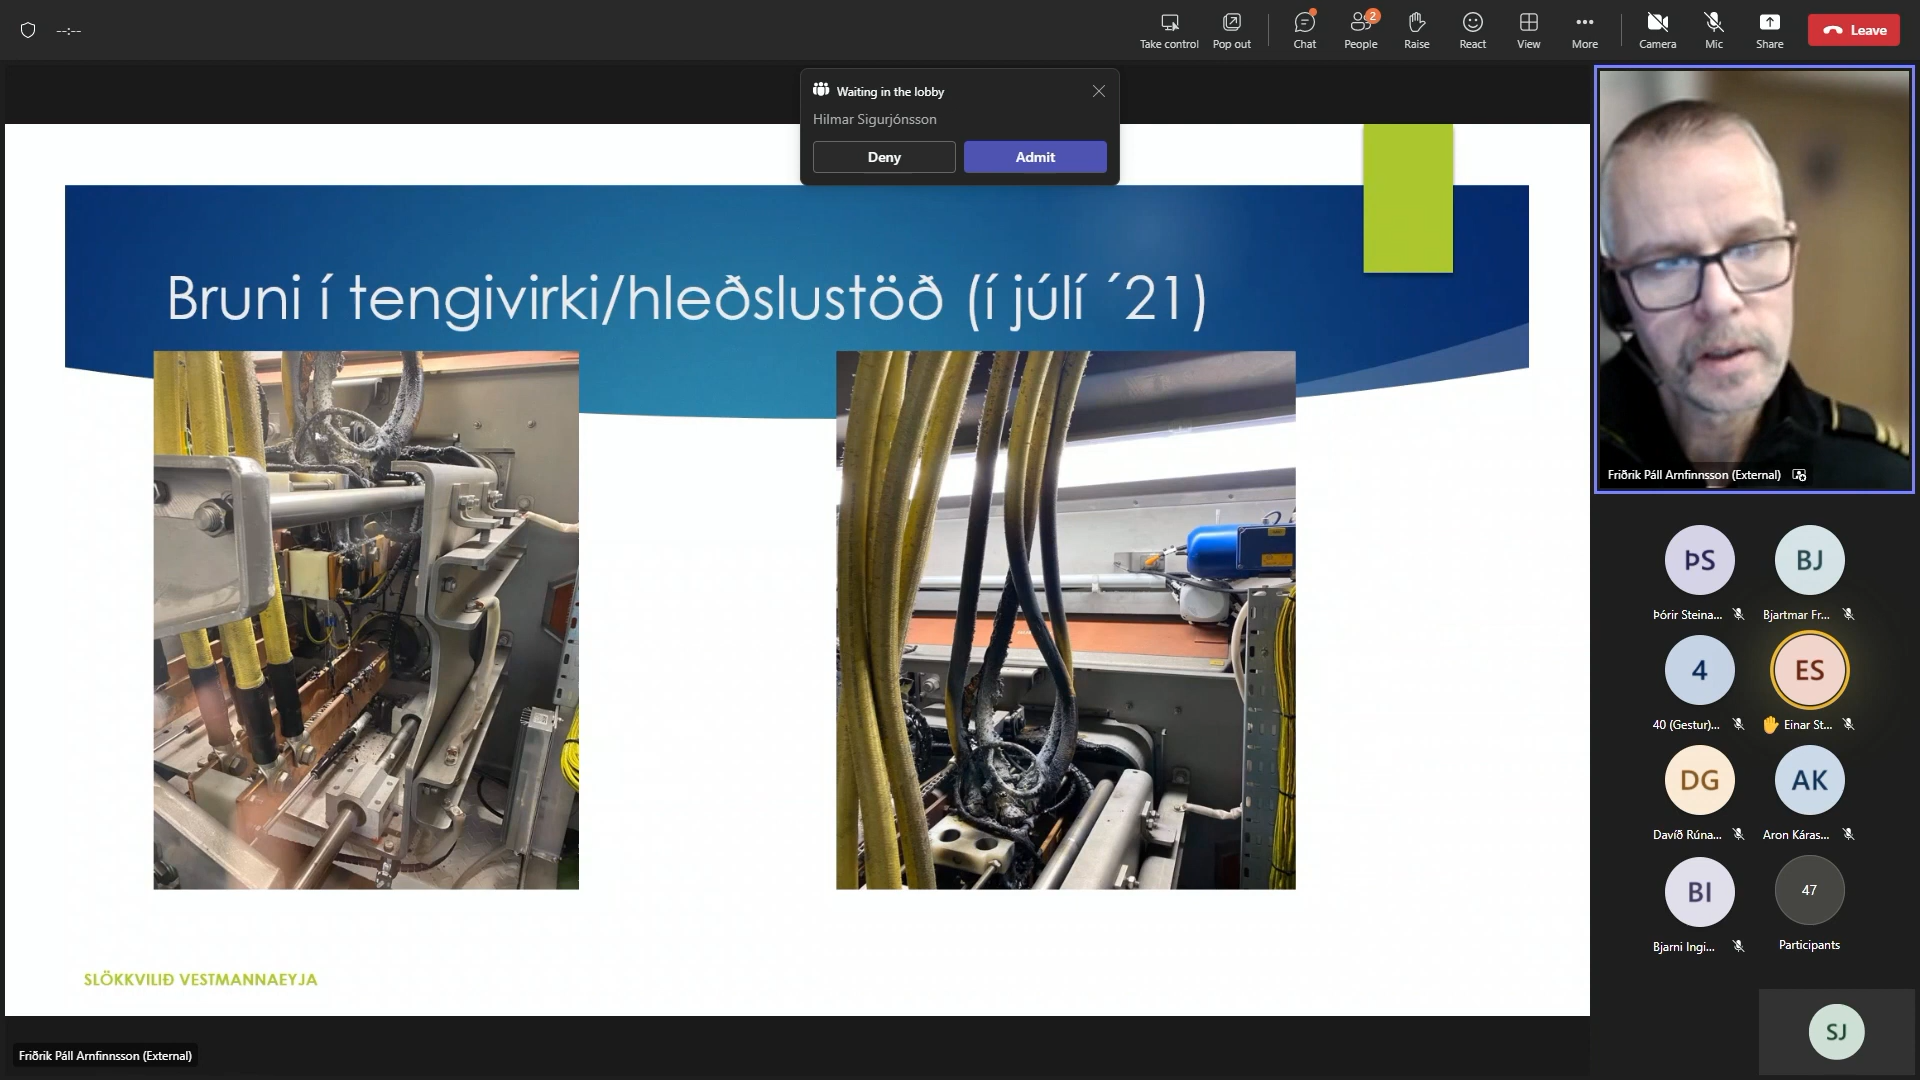 --:--
Take control
Pop out
Chat
2
People
Raise
React
View
More
Camera
Mic
Share
Leave
Waiting in the lobby
Hilmar Sigurjónsson
Deny
Admit
Bruni í tengivirki/hleðslustöð (í júlí ´21)
SLÖKKVILIÐ VESTMANNAEYJA
Friðrik Páll Arnfinnsson (External)
Friðrik Páll Arnfinnsson (External)
ÞS
BJ
Þórir Steina...
Bjartmar Fr...
4
ES
40 (Gestur)...
Einar St...
DG
AK
Davíð Rúna...
Aron Káras...
BI
47
Bjarni Ingi...
Participants
SJ